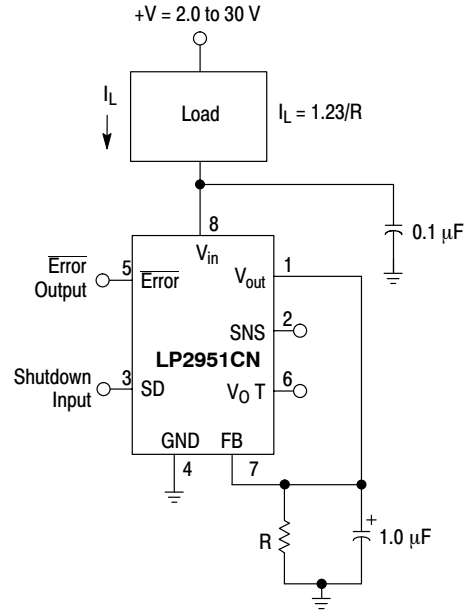 +V = 2.0 to 30 V
I_L
Load
I_L = 1.23/R
8
V_in
0.1 μF
Error
Output
5
Error
V_out
1
SNS
2
LP2951CN
Shutdown
Input
3
SD
V_O T
6
GND
FB
4
7
R
+
1.0 μF